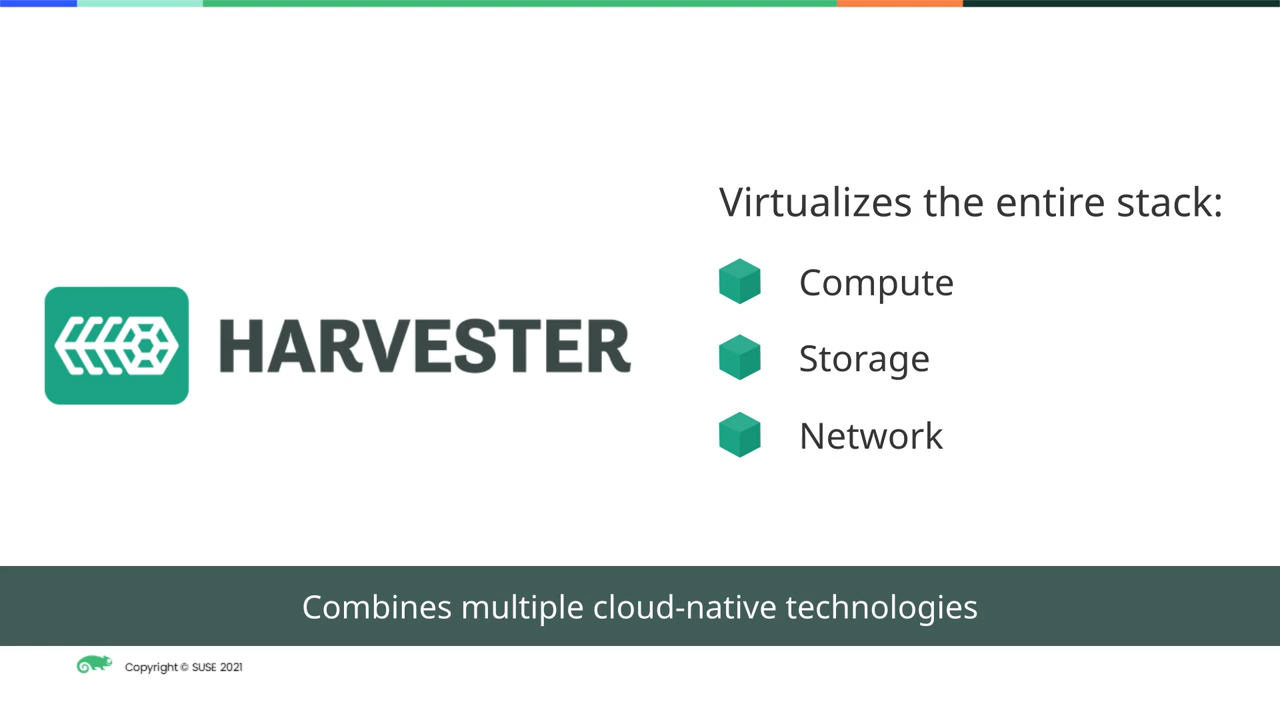 Virtualizes the entire stack:
HARVESTER
Compute
Storage
Network
Combines multiple cloud-native technologies
Copyright © SUSE 2021